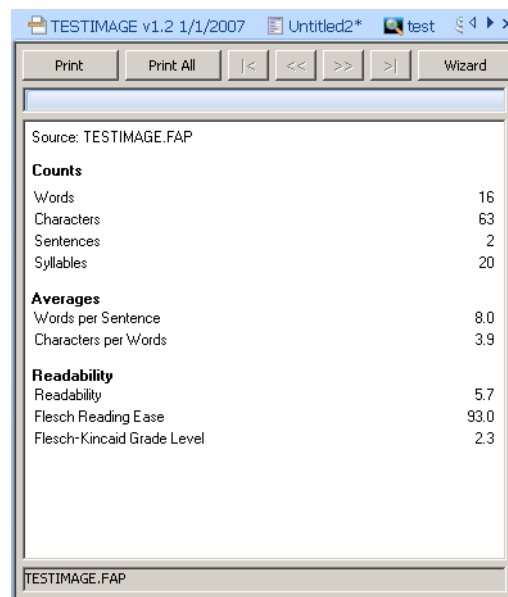 TESTIMAGE v1.2 1/1/2007 Untitled2* test
Print Print All |< << >> >| Wizard
Source: TESTIMAGE.FAP
Counts
Words 16
Characters 63
Sentences 2
Syllables 20
Averages
Words per Sentence 8.0
Characters per Words 3.9
Readability
Readability 5.7
Flesch Reading Ease 93.0
Flesch-Kincaid Grade Level 2.3
TESTIMAGE.FAP